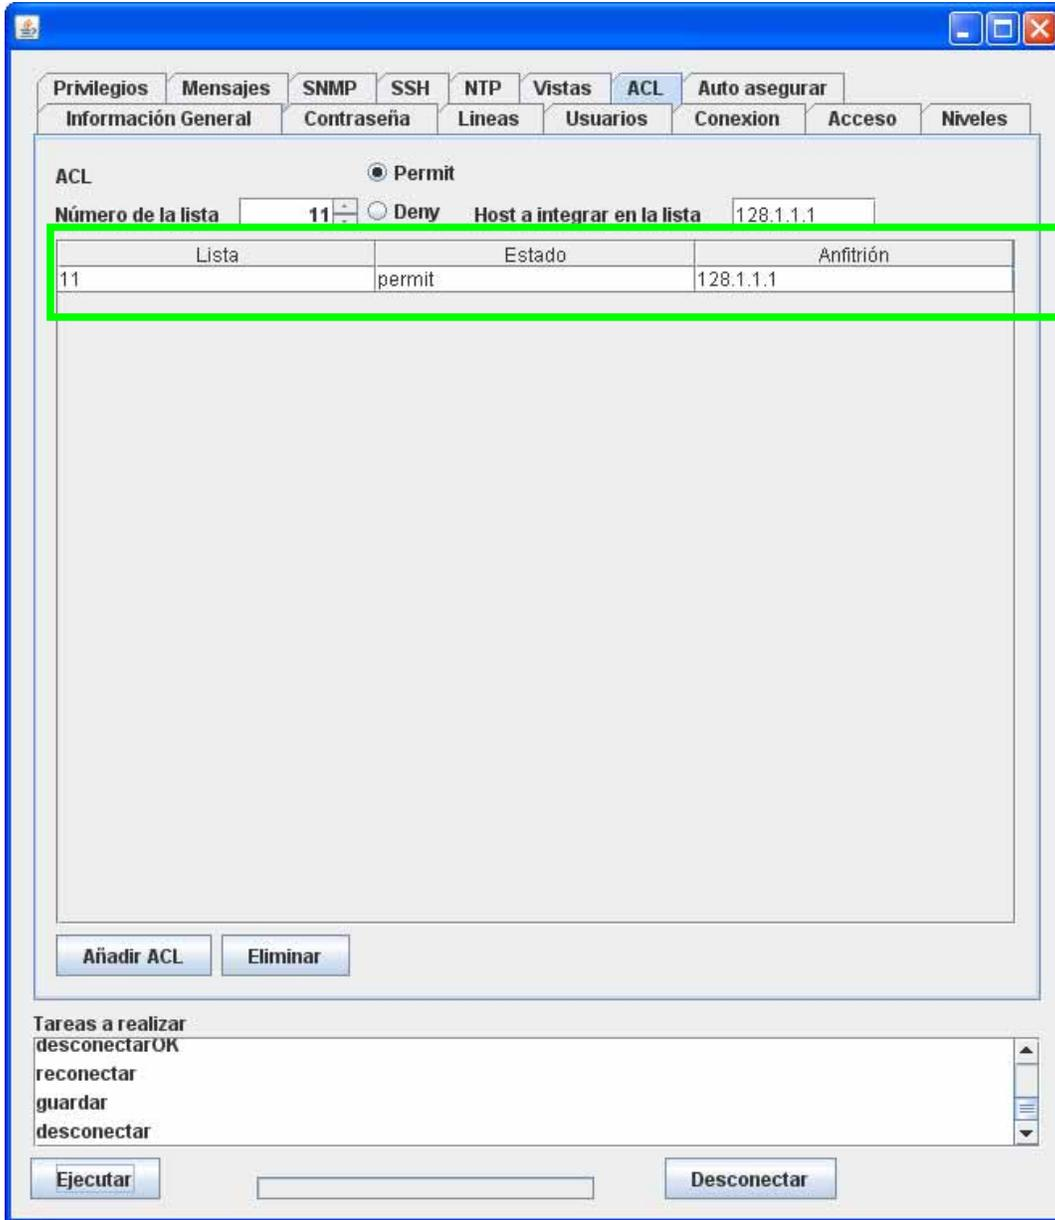 Privilegios Mensajes SNMP SSH NTP Vistas ACL Auto asegurar
Información General Contraseña Lineas Usuarios Conexion Acceso Niveles
ACL Permit
Número de la lista 11 Deny Host a integrar en la lista 128.1.1.1
Lista Estado Anfitrión
11 permit 128.1.1.1
Añadir ACL Eliminar
Tareas a realizar
desconectarOK
reconectar
guardar
desconectar
Ejecutar Desconectar